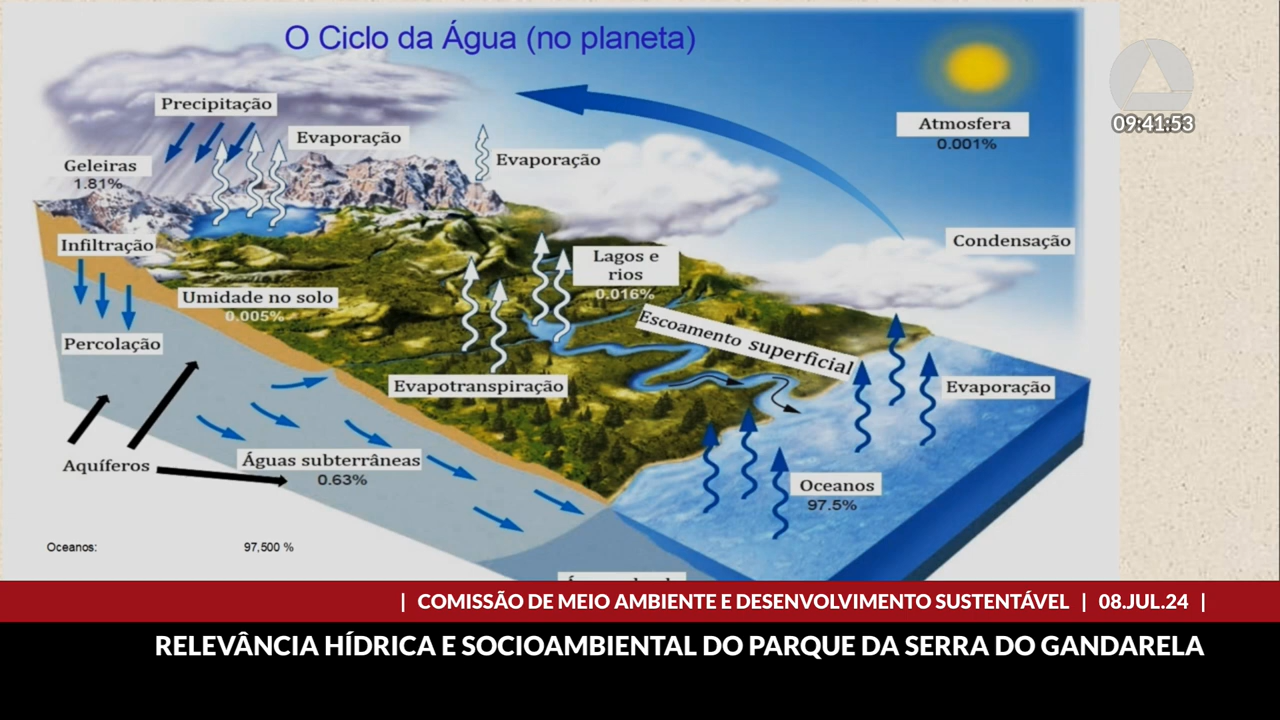 O Ciclo da Água (no planeta)
Precipitação
Evaporação
Evaporação
Geleiras
1.81%
Atmosfera
0.001%
09:41:53
Infiltração
Condensação
Lagos e
rios
0.016%
Umidade no solo
0.005%
Escoamento superficial
Percolação
Evapotranspiração
Evaporação
Aquíferos
Águas subterrâneas
0.63%
Oceanos
97.5%
Oceanos: 97,500 %
| COMISSÃO DE MEIO AMBIENTE E DESENVOLVIMENTO SUSTENTÁVEL | 08.JUL.24 |
RELEVÂNCIA HÍDRICA E SOCIOAMBIENTAL DO PARQUE DA SERRA DO GANDARELA